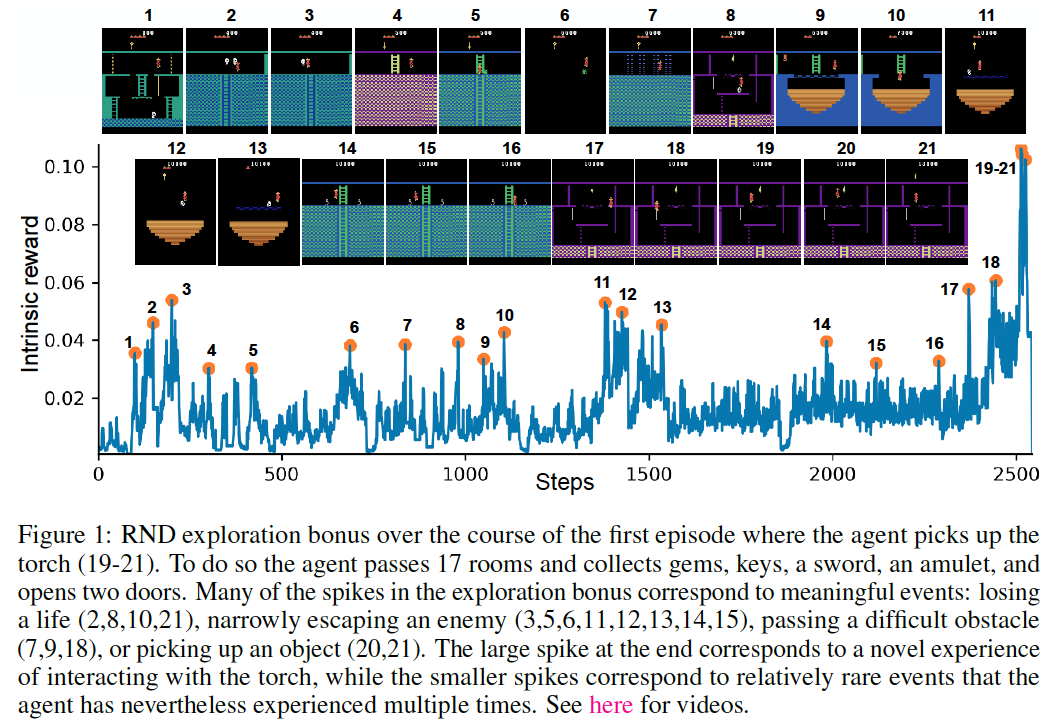 1 2 3 4 5 6 7 8 9 10 11
12 13 14 15 16 17 18 19 20 21
19-21
0.10
0.08
0.06
0.04
0.02
Intrinsic reward
1 2 3 4 5 6 7 8 9 10 11 12 13 14 15 16 17 18
0 500 1000 1500 2000 2500
Steps
Figure 1: RND exploration bonus over the course of the first episode where the agent picks up the
torch (19-21). To do so the agent passes 17 rooms and collects gems, keys, a sword, an amulet, and
opens two doors. Many of the spikes in the exploration bonus correspond to meaningful events: losing
a life (2,8,10,21), narrowly escaping an enemy (3,5,6,11,12,13,14,15), passing a difficult obstacle
(7,9,18), or picking up an object (20,21). The large spike at the end corresponds to a novel experience
of interacting with the torch, while the smaller spikes correspond to relatively rare events that the
agent has nevertheless experienced multiple times. See here for videos.